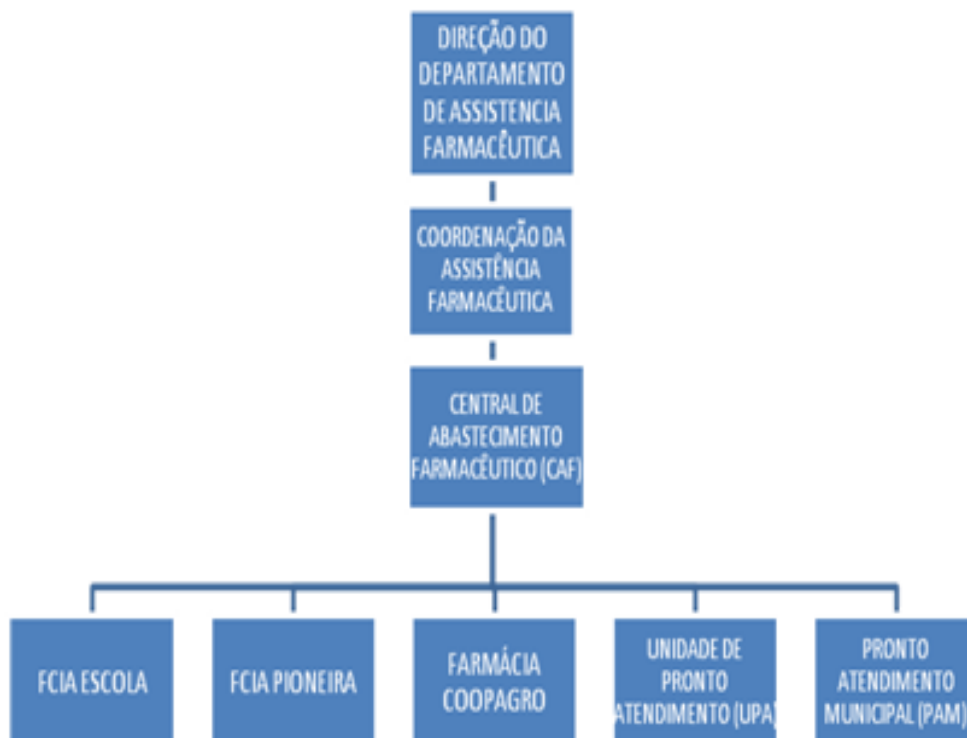 DIREÇÃO DO
DEPARTAMENTO
DE ASSISTENCIA
FARMACÊUTICA
COORDENAÇÃO DA
ASSISTÊNCIA
FARMACÊUTICA
CENTRAL DE
ABASTECIMENTO
FARMACÊUTICO (CAF)
FCIA ESCOLA
FCIA PIONEIRA
FARMÁCIA
COOPAGRO
UNIDADE DE
PRONTO
ATENDIMENTO (UPA)
PRONTO
ATENDIMENTO
MUNICIPAL (PAM)